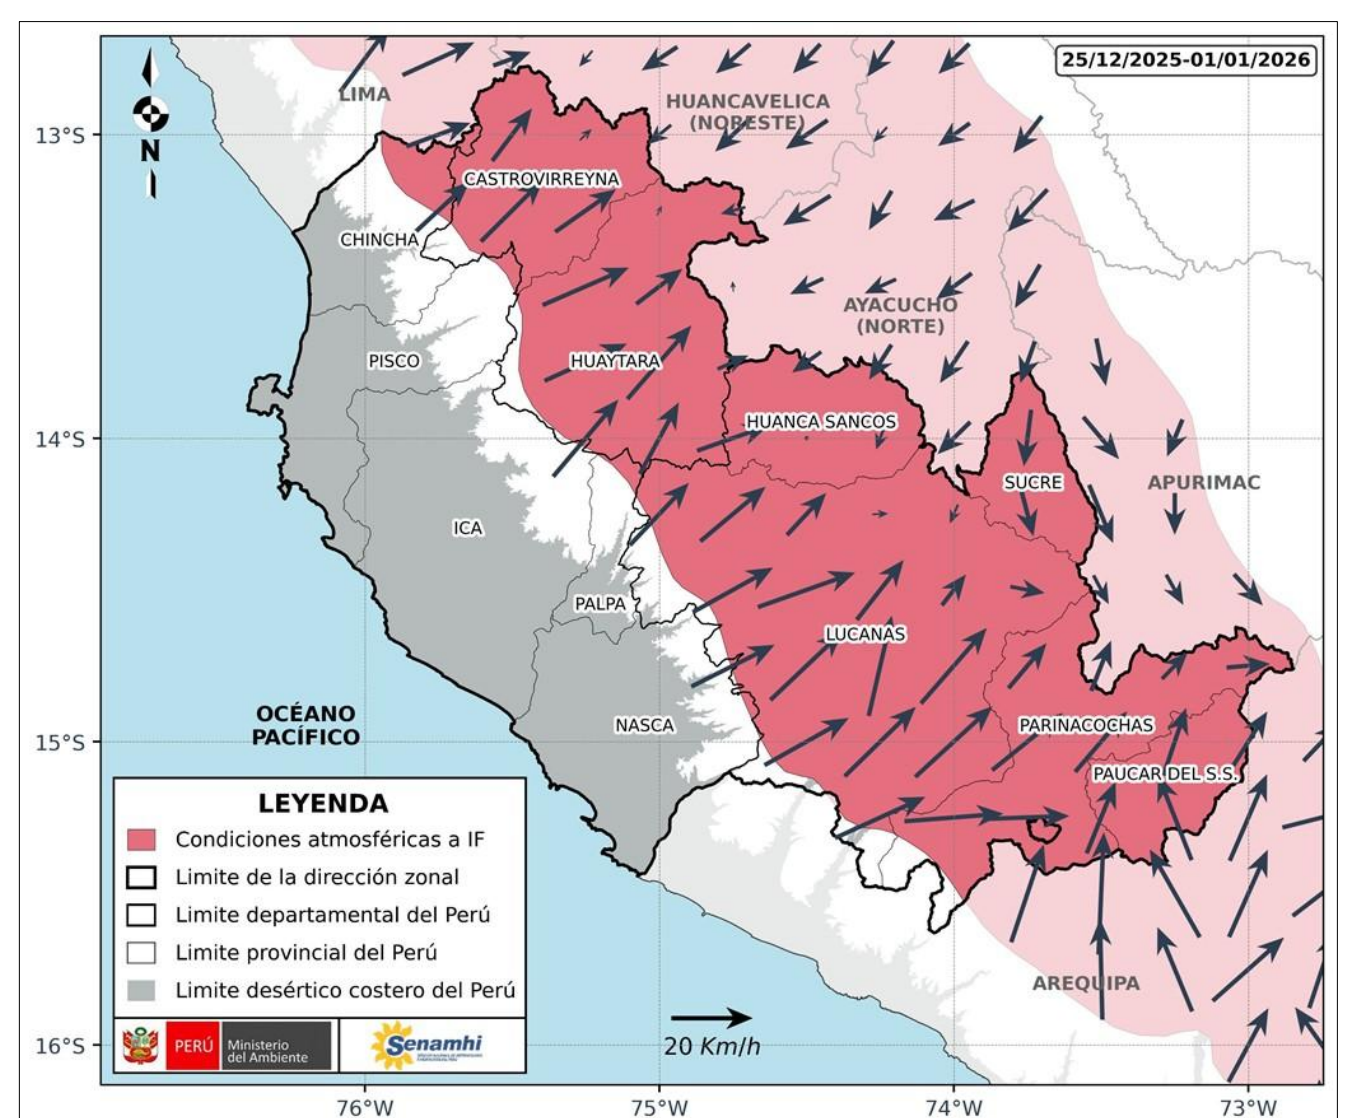 25/12/2025-01/01/2026
LIMA
HUANCAVELICA
(NORESTE)
13°S
N
CASTROVIRREYNA
CHINCHA
AYACUCHO
(NORTE)
PISCO
HUAYTARA
HUANCA SANCOS
14°S
SUCRE
APURIMAC
ICA
PALPA
LUCANAS
OCÉANO
PACÍFICO
NASCA
PARINACOCHAS
15°S
PAUCAR DEL S.S.
LEYENDA
Condiciones atmosféricas a IF
Limite de la dirección zonal
Limite departamental del Perú
Limite provincial del Perú
Limite desértico costero del Perú
AREQUIPA
PERÚ
Ministerio
del Ambiente
Senamhi
20 Km/h
16°S
76°W
75°W
74°W
73°W